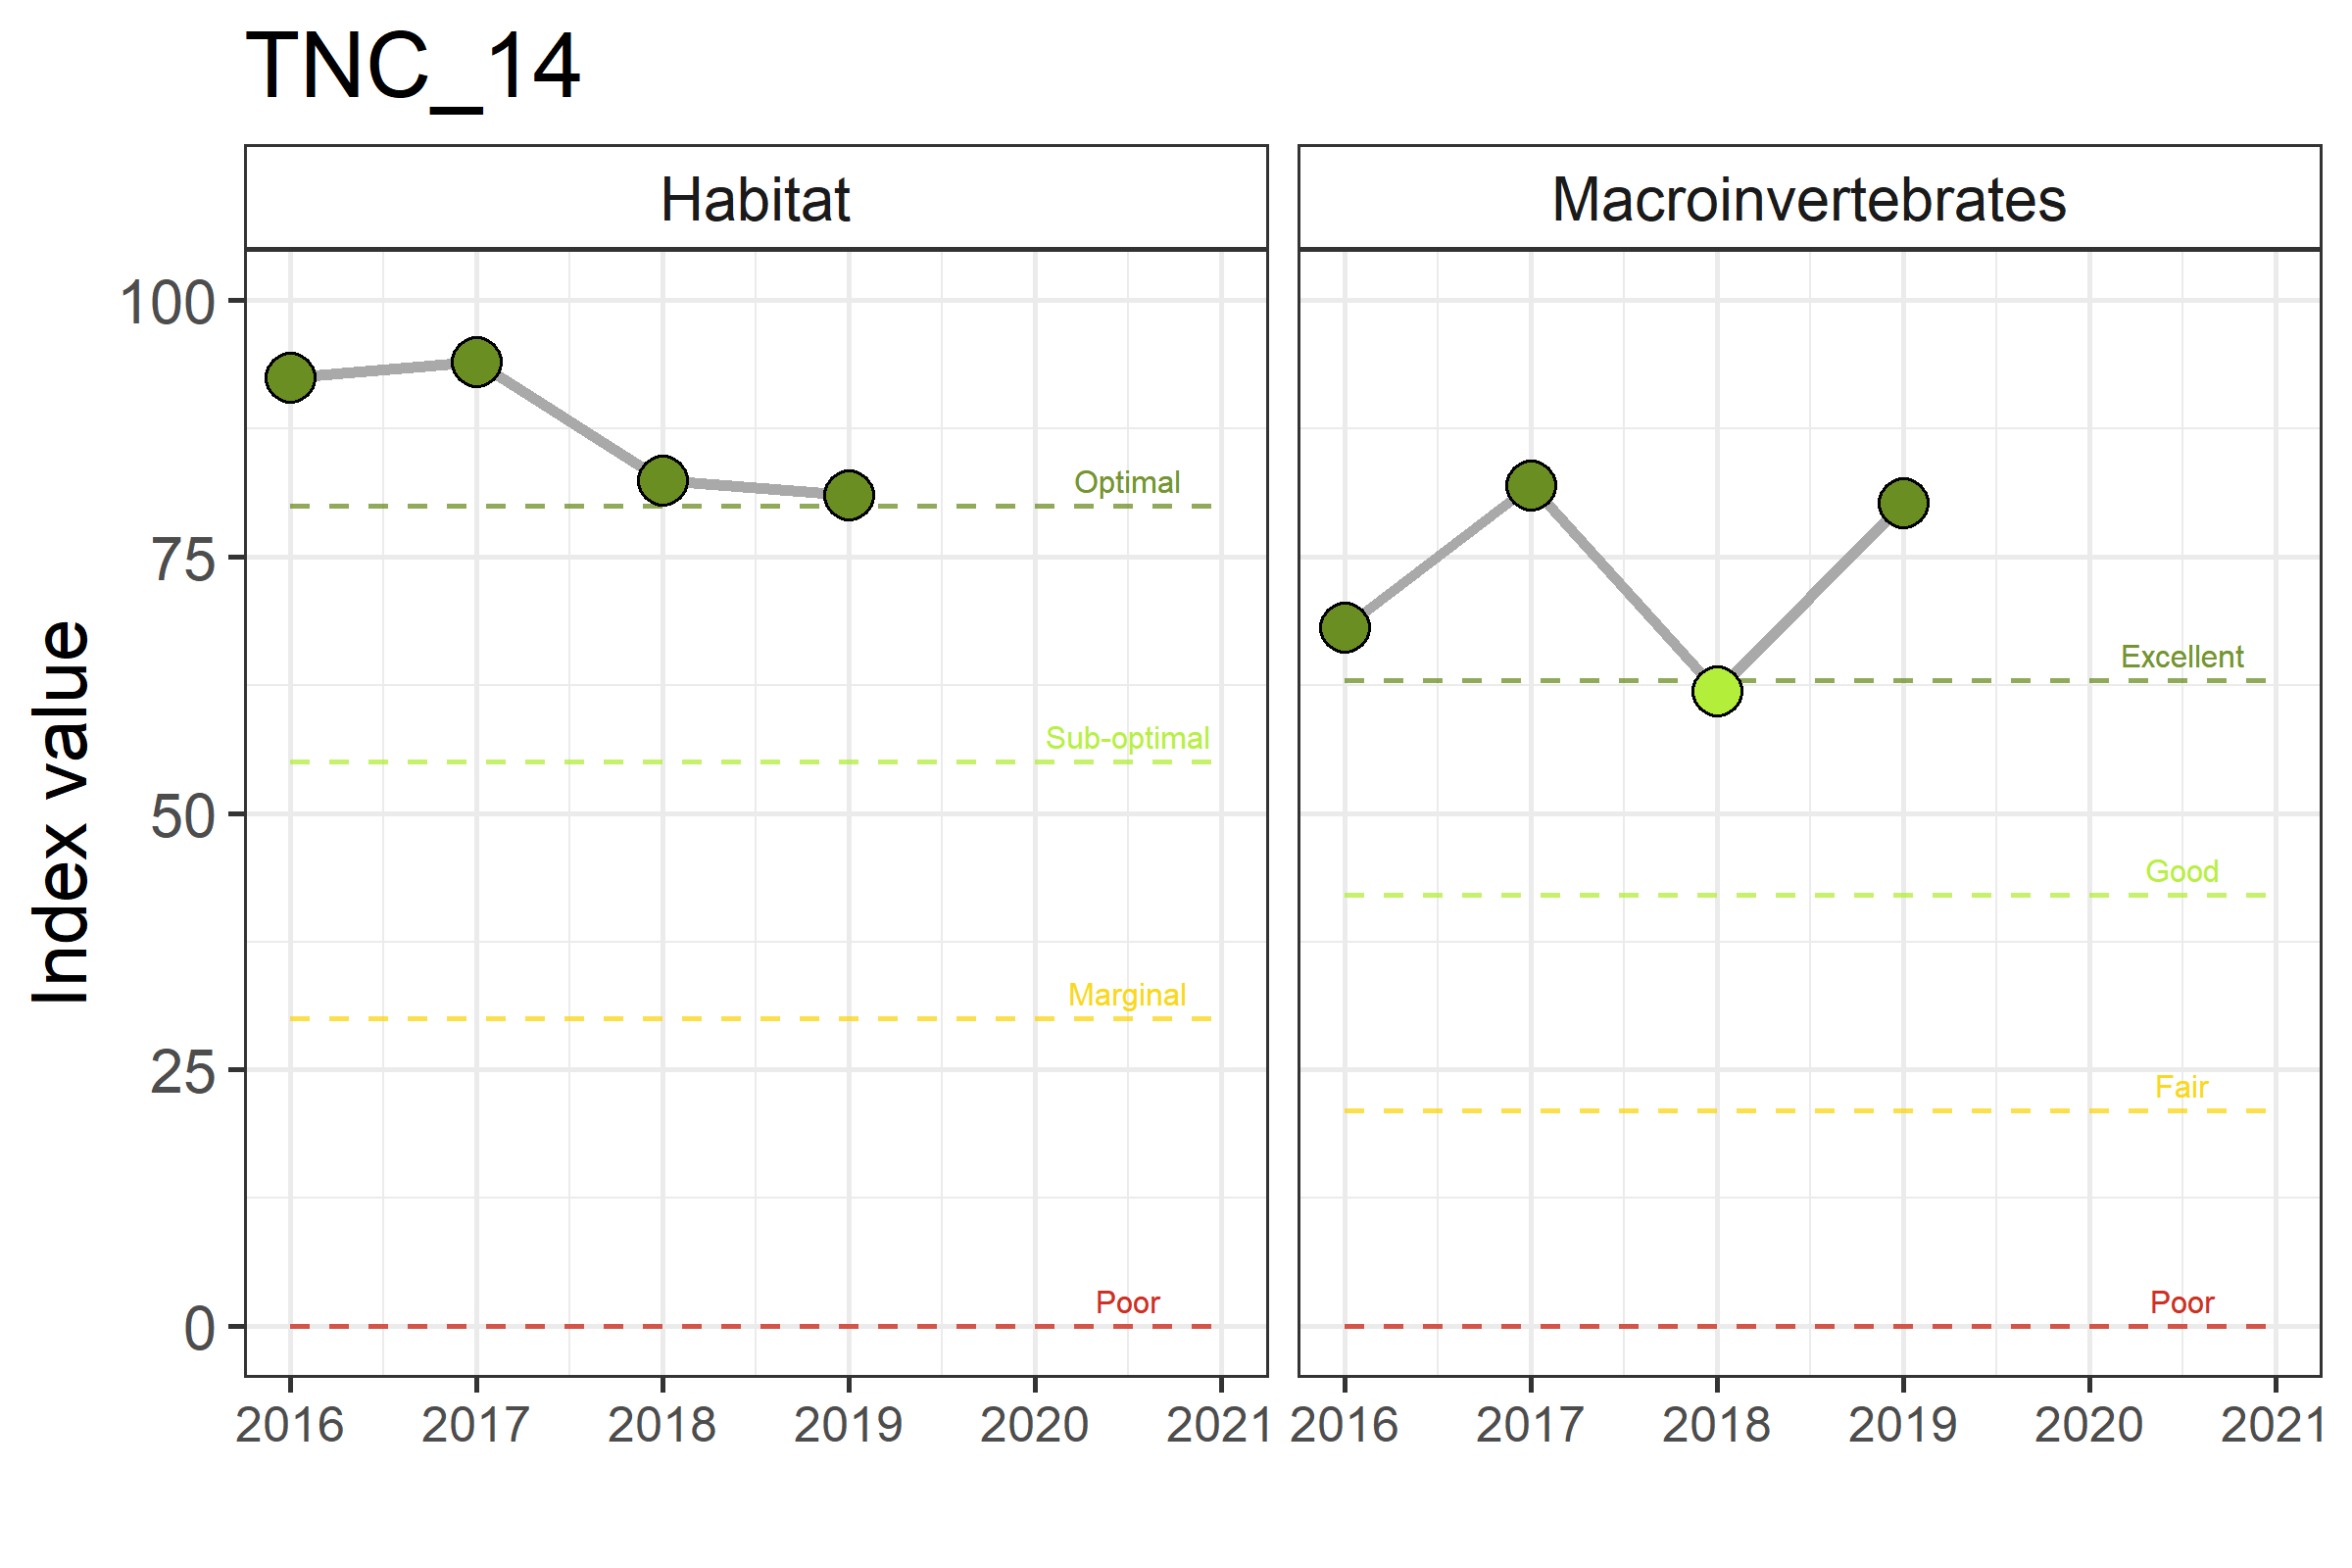 TNC_14
Habitat
Macroinvertebrates
Index value
100
75
50
25
0
Optimal
Sub-optimal
Marginal
Poor
Excellent
Good
Fair
Poor
2016 2017 2018 2019 2020 2021
2016 2017 2018 2019 2020 2021